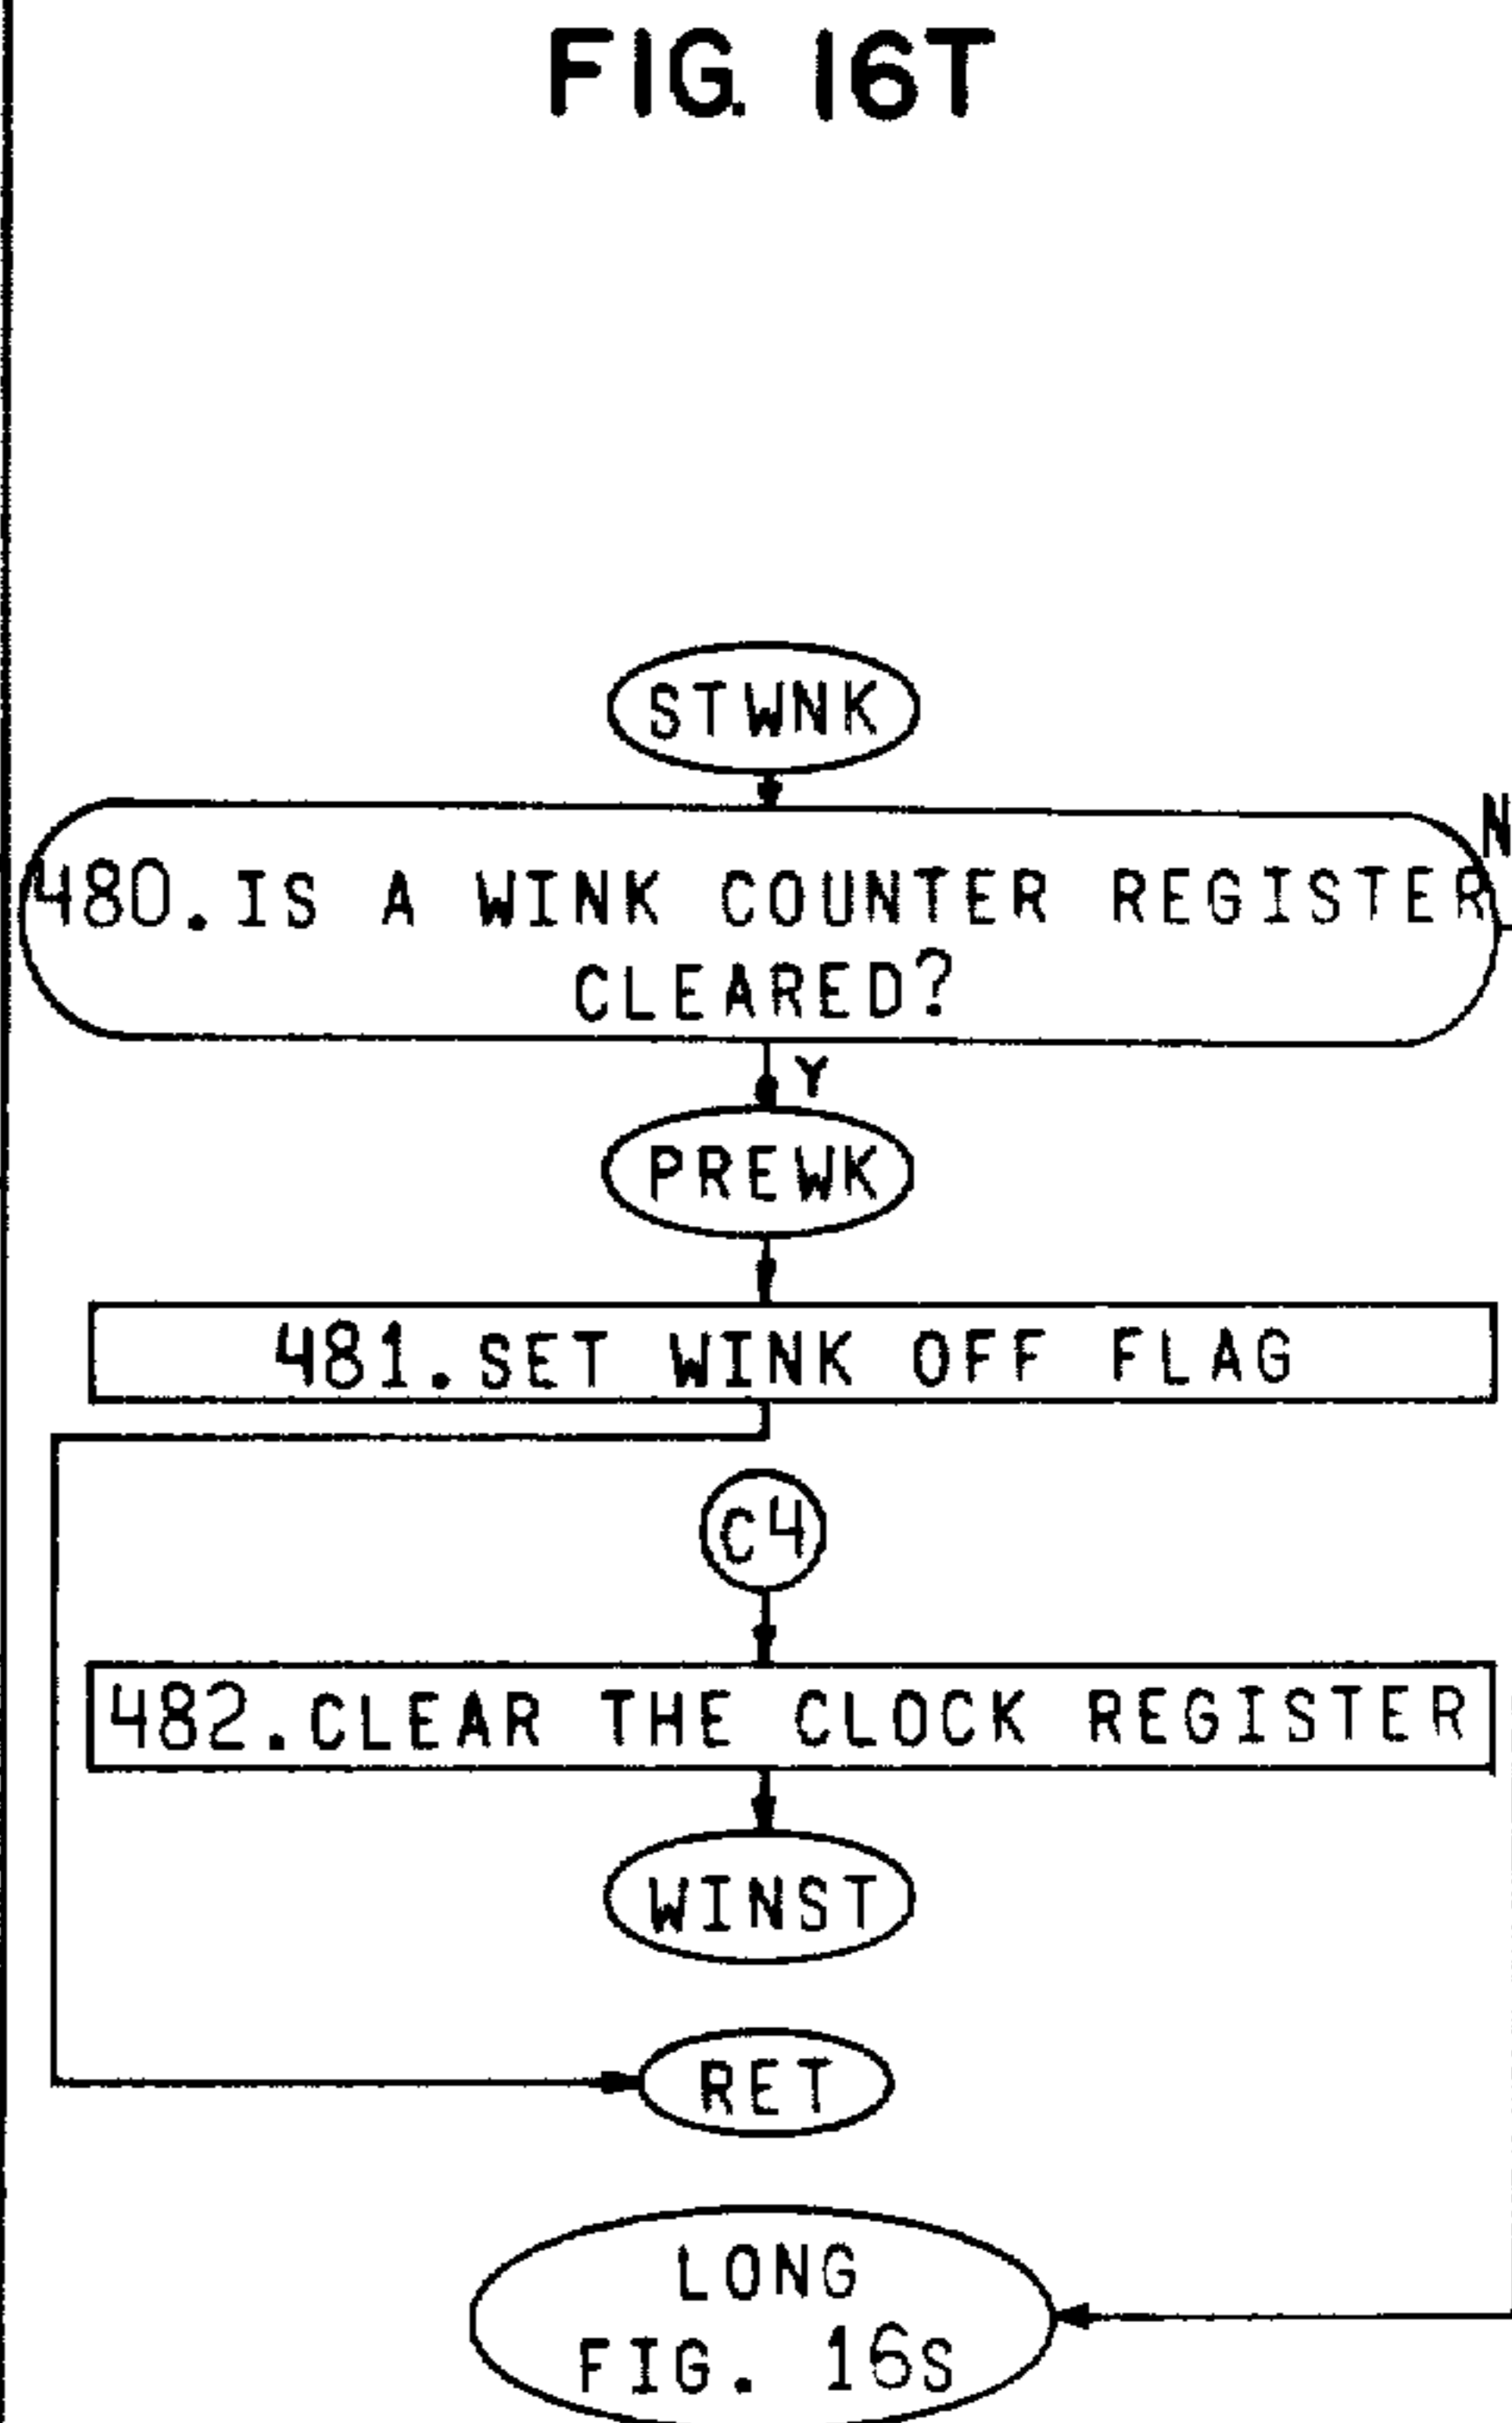 FIG. 16T
STWNK
N
480. IS A WINK COUNTER REGISTER
CLEARED?
Y
PREWK
481. SET WINK OFF FLAG
C4
482. CLEAR THE CLOCK REGISTER
WINST
RET
LONG
FIG. 16S